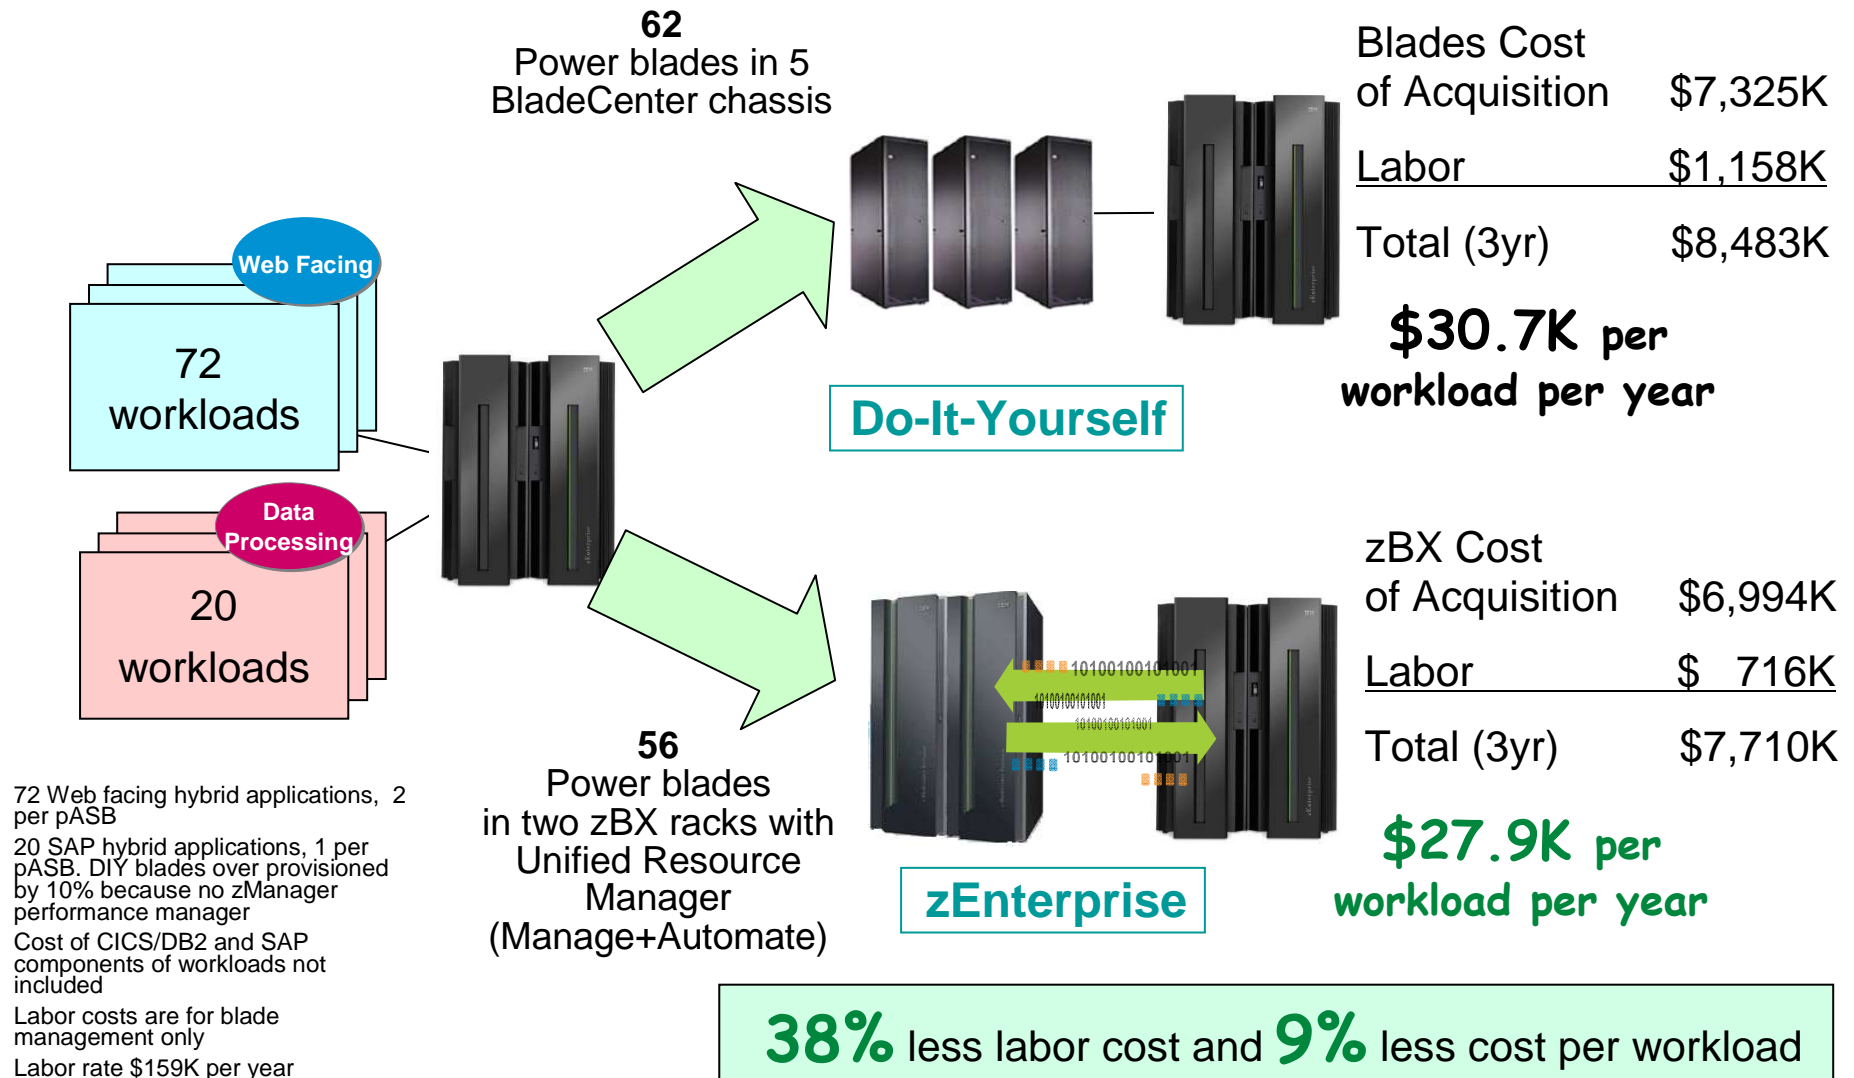 62
Power blades in 5
BladeCenter chassis
Blades Cost
of Acquisition $7,325K
Labor $1,158K
Total (3yr) $8,483K
$30.7K per
workload per year
Web Facing
72
workloads
Do-It-Yourself
Data
Processing
20
workloads
56
Power blades
in two zBX racks with
Unified Resource
Manager
(Manage+Automate)
10100100101001
10100100101001
10100100101001
10100100101001
zEnterprise
zBX Cost
of Acquisition $6,994K
Labor $ 716K
Total (3yr) $7,710K
$27.9K per
workload per year
72 Web facing hybrid applications, 2
per pASB
20 SAP hybrid applications, 1 per
pASB. DIY blades over provisioned
by 10% because no zManager
performance manager
Cost of CICS/DB2 and SAP
components of workloads not
included
Labor costs are for blade
management only
Labor rate $159K per year
38% less labor cost and 9% less cost per workload